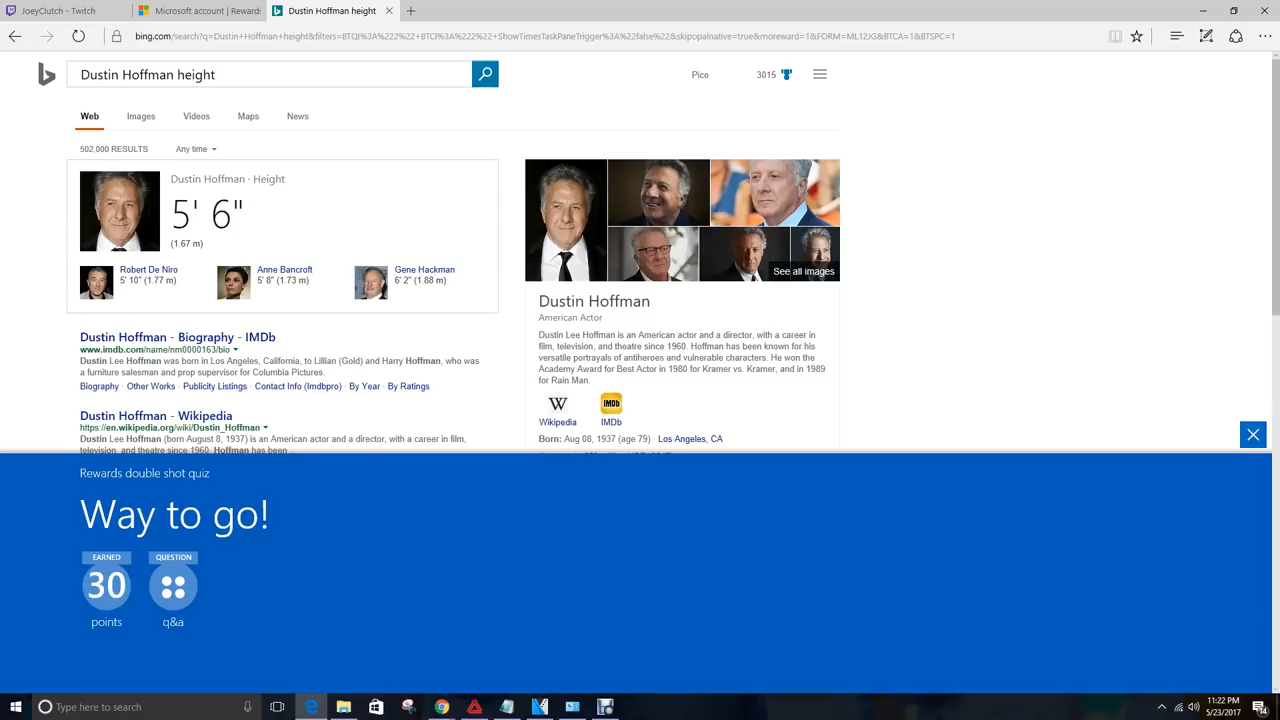 JoeyClutch - Twitch
Microsoft Rewards
Dustin Hoffman height
bing.com/search?q=Dustin+Hoffman+height&filters=BTQI%3A%222%22+BTCI%3A%222%22+ShowTimesTaskPaneTrigger%3A%22false%22&skipopalnative=true&moreward=1&FORM=ML12JG&BTCA=1&BTSPC=1
Dustin Hoffman height
Pico
3015
Web
Images
Videos
Maps
News
502,000 RESULTS
Any time
Dustin Hoffman · Height
5' 6"
(1.67 m)
Robert De Niro
5' 10" (1.77 m)
Anne Bancroft
5' 8" (1.73 m)
Gene Hackman
6' 2" (1.88 m)
Dustin Hoffman - Biography - IMDb
www.imdb.com/name/nm0000163/bio
Dustin Lee Hoffman was born in Los Angeles, California, to Lillian (Gold) and Harry Hoffman, who was
a furniture salesman and prop supervisor for Columbia Pictures.
Biography · Other Works · Publicity Listings · Contact Info (Imdbpro) · By Year · By Ratings
Dustin Hoffman - Wikipedia
https://en.wikipedia.org/wiki/Dustin_Hoffman
Dustin Lee Hoffman (born August 8, 1937) is an American actor and a director, with a career in film,
television, and theatre since 1960. Hoffman has been ...
See all images
Dustin Hoffman
American Actor
Dustin Lee Hoffman is an American actor and a director, with a career in
film, television, and theatre since 1960. Hoffman has been known for his
versatile portrayals of antiheroes and vulnerable characters. He won the
Academy Award for Best Actor in 1980 for Kramer vs. Kramer, and in 1989
for Rain Man.
W
IMDb
Wikipedia
IMDb
Born: Aug 08, 1937 (age 79) · Los Angeles, CA
Rewards double shot quiz
Way to go!
EARNED
30
points
QUESTION
q&a
Type here to search
11:22 PM
5/23/2017
14